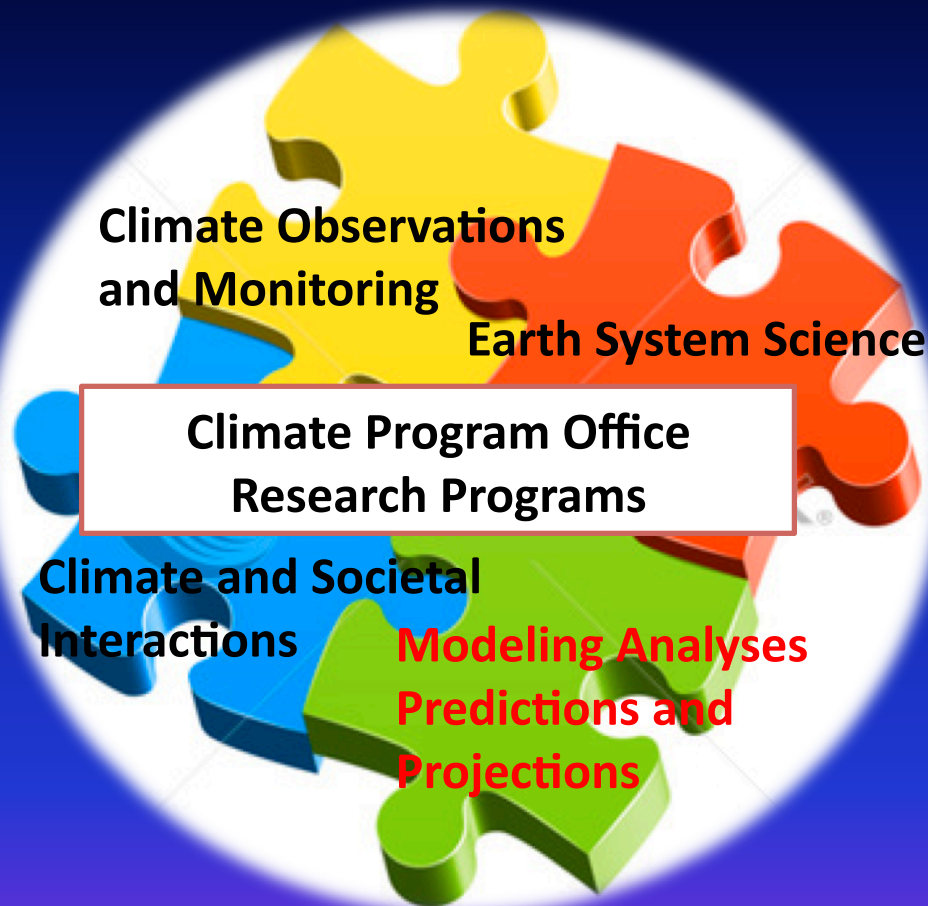 Climate Observations
and Monitoring
Earth System Science
Climate Program Office
Research Programs
Climate and Societal
Interactions
Modeling Analyses
Predictions and
Projections